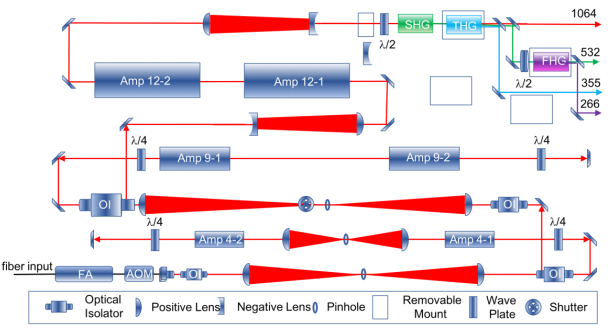 1064
λ/2
SHG
THG
532
λ/2
FHG
355
266
Amp 12-2
Amp 12-1
λ/4
λ/4
Amp 9-1
Amp 9-2
OI
OI
λ/4
λ/4
Amp 4-2
Amp 4-1
fiber input
FA
AOM
OI
OI
Optical
Isolator
Positive Lens
Negative Lens
Pinhole
Removable
Mount
Wave
Plate
Shutter